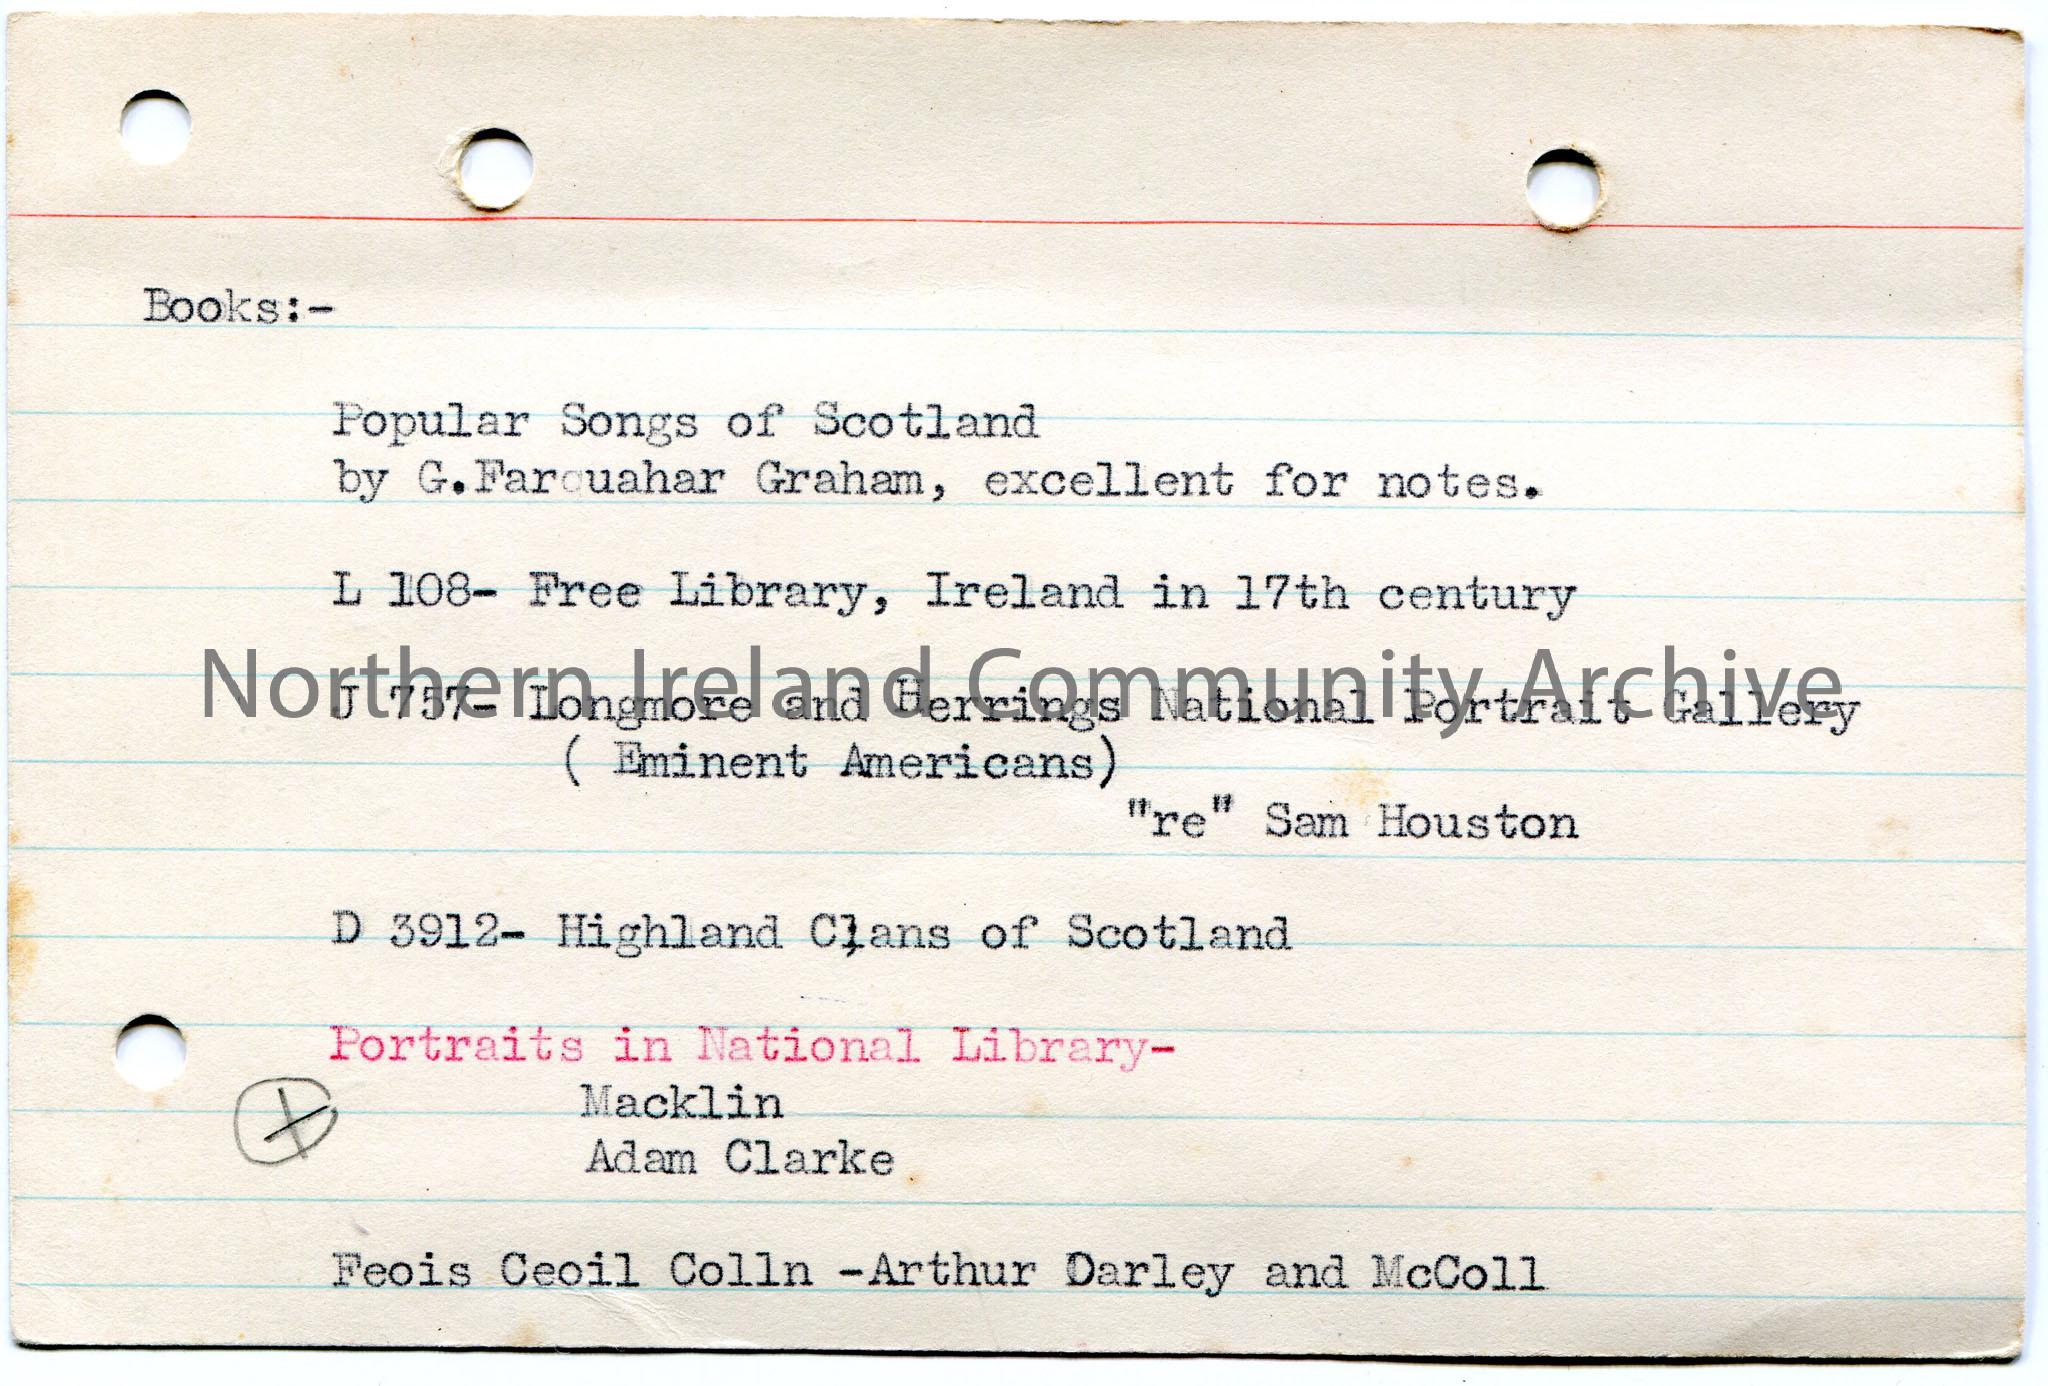 Books:-
Popular Songs of Scotland
by G.Farquahar Graham, excellent for notes.
L 108- Free Library, Ireland in 17th century
Northern Ireland Community Archive
J 757- Longmore and Herrings National Portrait Gallery
( Eminent Americans)
"re" Sam Houston
D 3912- Highland Clans of Scotland
Portraits in National Library-
Macklin
Adam Clarke
Feois Ceoil Colln -Arthur Darley and McColl